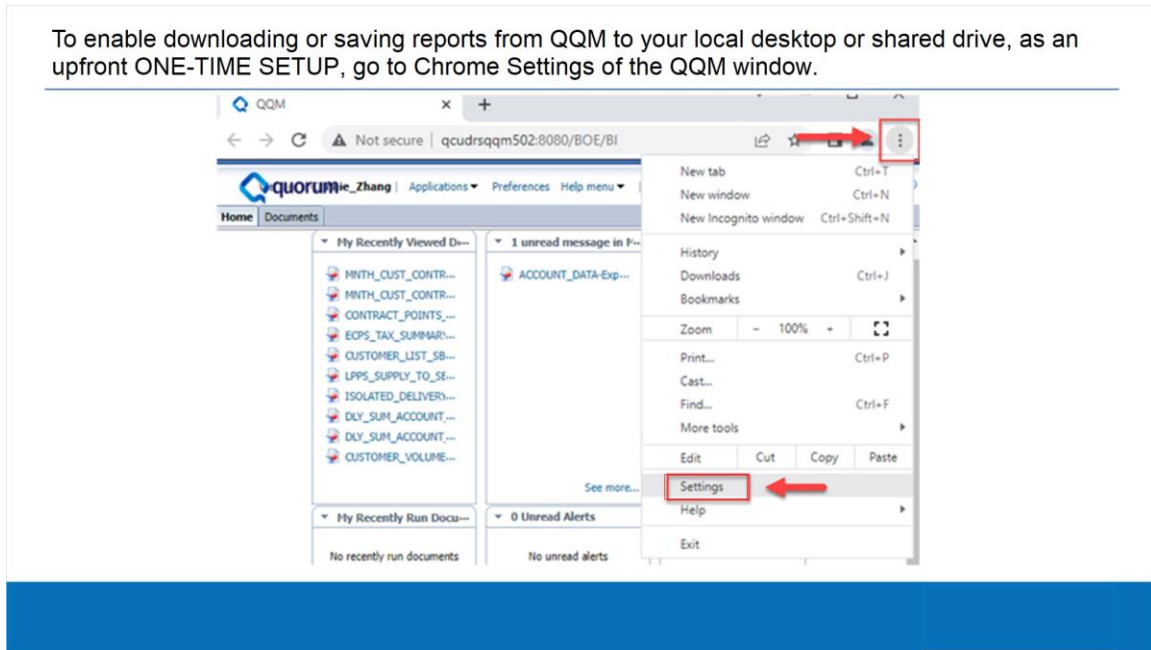 To enable downloading or saving reports from QQM to your local desktop or shared drive, as an
upfront ONE-TIME SETUP, go to Chrome Settings of the QQM window.
QQM
Not secure | qcudrsqqm502:8080/BOE/BI
quorum ie_Zhang | Applications Preferences Help menu |
Home Documents
My Recently Viewed D...
MNTH_CUST_CONTR...
MNTH_CUST_CONTR...
CONTRACT_POINTS_...
ECPS_TAX_SUMMARY...
CUSTOMER_LIST_SB...
LPPS_SUPPLY_TO_SE...
ISOLATED_DELIVERY...
DLY_SUM_ACCOUNT_...
DLY_SUM_ACCOUNT_...
CUSTOMER_VOLUME...
1 unread message in M...
ACCOUNT_DATA-Exp...
See more...
My Recently Run Docu...
No recently run documents
0 Unread Alerts
No unread alerts
New tab Ctrl+T
New window Ctrl+N
New Incognito window Ctrl+Shift+N
History
Downloads Ctrl+J
Bookmarks
Zoom - 100% +
Print... Ctrl+P
Cast...
Find... Ctrl+F
More tools
Edit Cut Copy Paste
Settings
Help
Exit